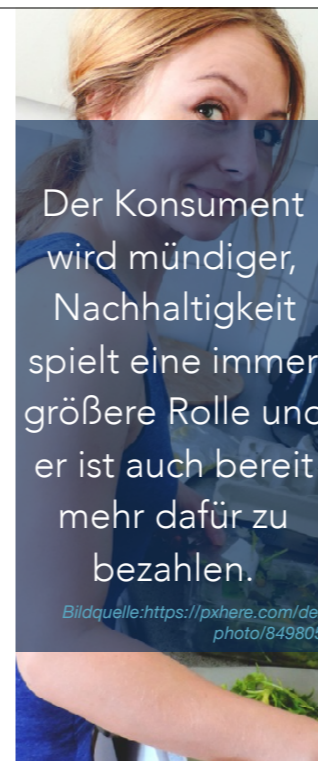 Der Konsument
wird mündiger,
Nachhaltigkeit
spielt eine immer
größere Rolle und
er ist auch bereit
mehr dafür zu
bezahlen.
Bildquelle:https://pxhere.com/de
photo/849805